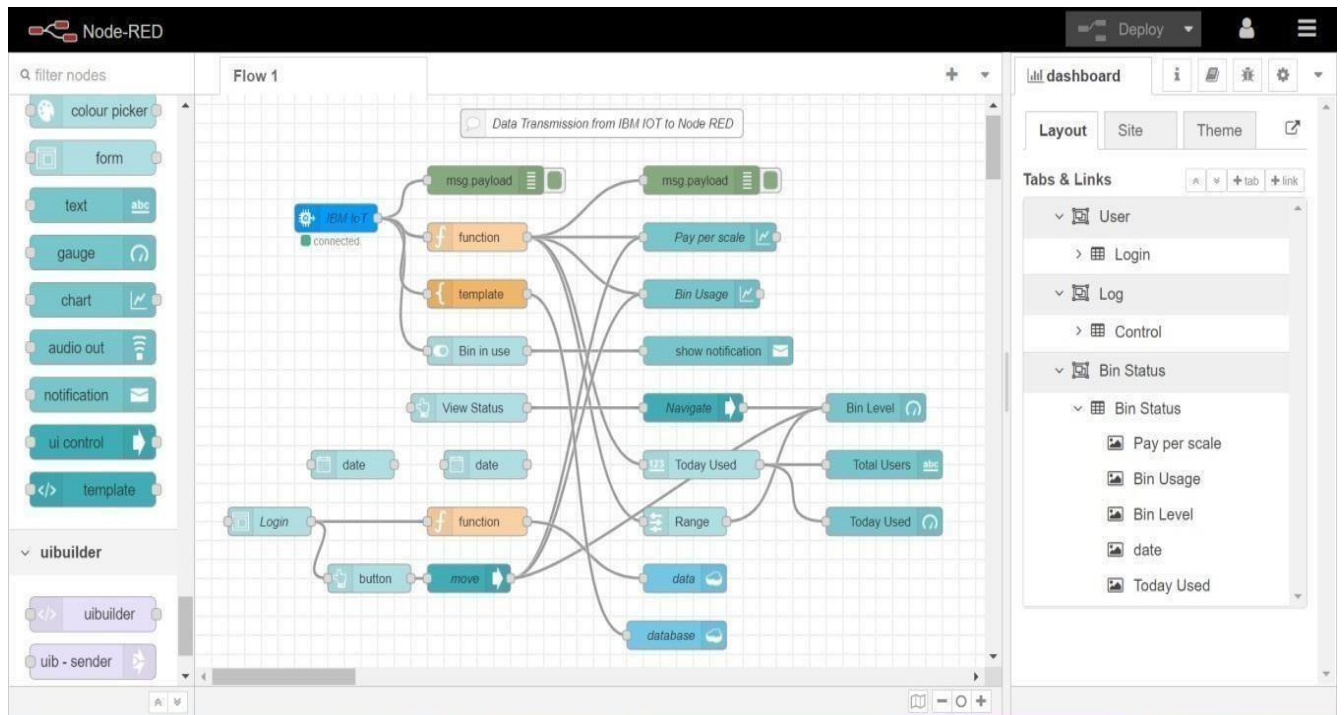 Node-RED
Deploy
filter nodes
colour picker
form
text
abc
gauge
chart
audio out
notification
ui control
template
uibuilder
uibuilder
uib - sender
Flow 1
Data Transmission from IBM IOT to Node RED
msg.payload
msg.payload
IBM IoT
connected.
function
Pay per scale
template
Bin Usage
Bin in use
show notification
View Status
Navigate
Bin Level
date
date
123 Today Used
Total Users abc
Login
function
Range
Today Used
button
move
data
database
dashboard
i
Layout
Site
Theme
Tabs & Links
+ tab
+ link
User
Login
Log
Control
Bin Status
Bin Status
Pay per scale
Bin Usage
Bin Level
date
Today Used